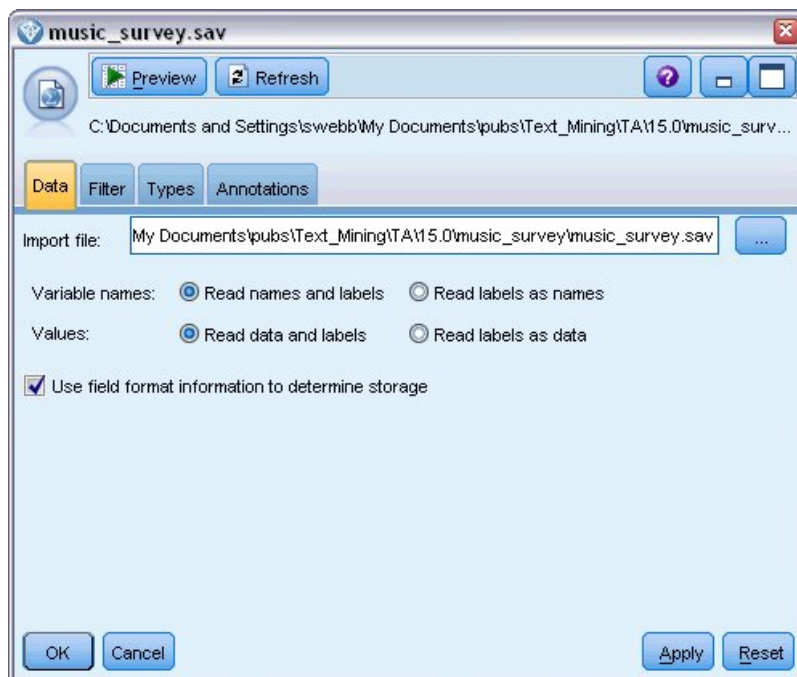 music_survey.sav
Preview Refresh
C:\Documents and Settings\swebb\My Documents\pubs\Text_Mining\TA\15.0\music_surv...
Data Filter Types Annotations
Import file: My Documents\pubs\Text_Mining\TA\15.0\music_survey\music_survey.sav ...
Variable names: Read names and labels Read labels as names
Values: Read data and labels Read labels as data
Use field format information to determine storage
OK Cancel Apply Reset